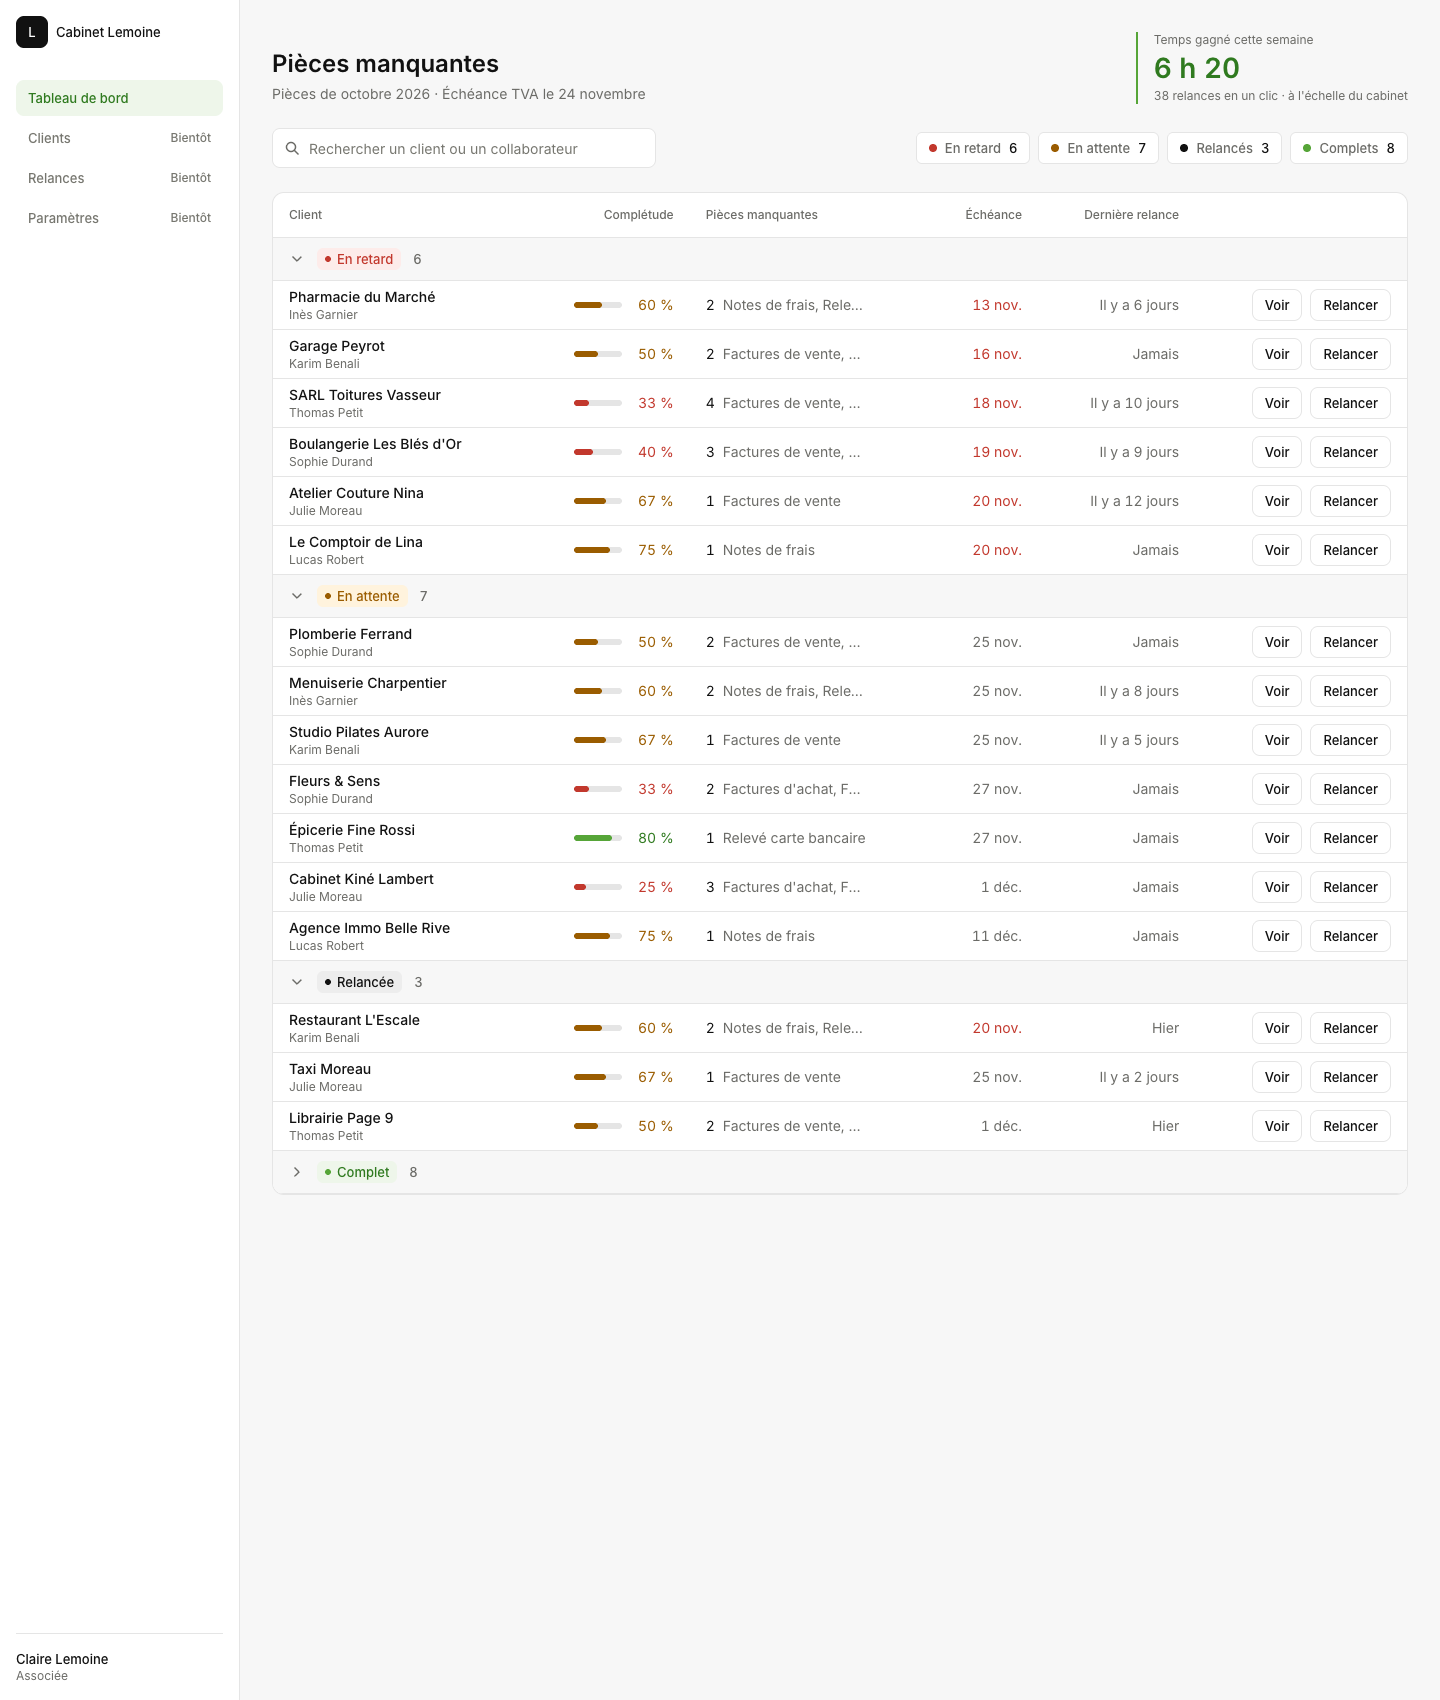 L
Cabinet Lemoine
Tableau de bord
Clients Bientôt
Relances Bientôt
Paramètres Bientôt
Claire Lemoine
Associée
Pièces manquantes
Pièces de octobre 2026 · Échéance TVA le 24 novembre
Temps gagné cette semaine
6 h 20
38 relances en un clic · à l'échelle du cabinet
Rechercher un client ou un collaborateur
En retard 6
En attente 7
Relancés 3
Complets 8
Client Complétude Pièces manquantes Échéance Dernière relance
En retard 6
Pharmacie du Marché
Inès Garnier
60 % 2 Notes de frais, Rele... 13 nov. Il y a 6 jours Voir Relancer
Garage Peyrot
Karim Benali
50 % 2 Factures de vente, ... 16 nov. Jamais Voir Relancer
SARL Toitures Vasseur
Thomas Petit
33 % 4 Factures de vente, ... 18 nov. Il y a 10 jours Voir Relancer
Boulangerie Les Blés d'Or
Sophie Durand
40 % 3 Factures de vente, ... 19 nov. Il y a 9 jours Voir Relancer
Atelier Couture Nina
Julie Moreau
67 % 1 Factures de vente 20 nov. Il y a 12 jours Voir Relancer
Le Comptoir de Lina
Lucas Robert
75 % 1 Notes de frais 20 nov. Jamais Voir Relancer
En attente 7
Plomberie Ferrand
Sophie Durand
50 % 2 Factures de vente, ... 25 nov. Jamais Voir Relancer
Menuiserie Charpentier
Inès Garnier
60 % 2 Notes de frais, Rele... 25 nov. Il y a 8 jours Voir Relancer
Studio Pilates Aurore
Karim Benali
67 % 1 Factures de vente 25 nov. Il y a 5 jours Voir Relancer
Fleurs & Sens
Sophie Durand
33 % 2 Factures d'achat, F... 27 nov. Jamais Voir Relancer
Épicerie Fine Rossi
Thomas Petit
80 % 1 Relevé carte bancaire 27 nov. Jamais Voir Relancer
Cabinet Kiné Lambert
Julie Moreau
25 % 3 Factures d'achat, F... 1 déc. Jamais Voir Relancer
Agence Immo Belle Rive
Lucas Robert
75 % 1 Notes de frais 11 déc. Jamais Voir Relancer
Relancée 3
Restaurant L'Escale
Karim Benali
60 % 2 Notes de frais, Rele... 20 nov. Hier Voir Relancer
Taxi Moreau
Julie Moreau
67 % 1 Factures de vente 25 nov. Il y a 2 jours Voir Relancer
Librairie Page 9
Thomas Petit
50 % 2 Factures de vente, ... 1 déc. Hier Voir Relancer
Complet 8